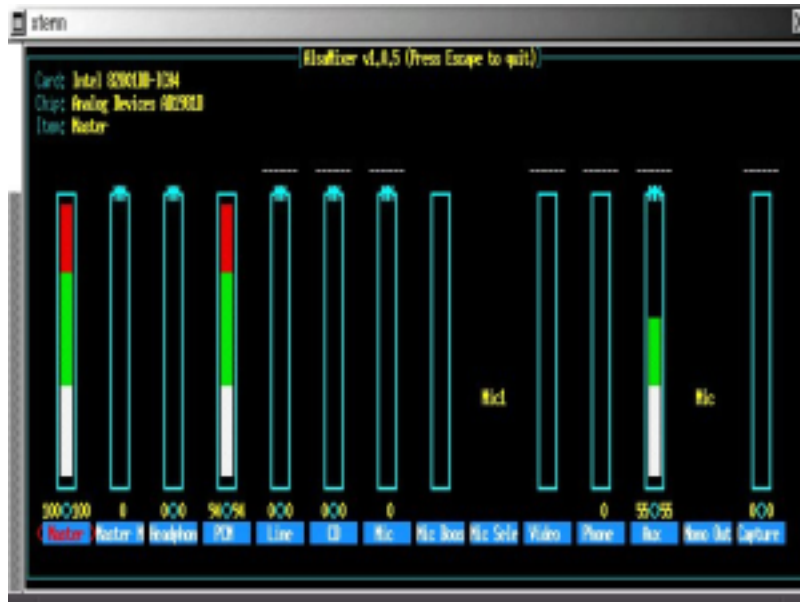 xterm
AlsaMixer v1.0.5 (Press Escape to quit)
Card: Intel 82801DB-ICH4
Chip: Analog Devices AD1981B
Item: Master
Mic1 Mic
100 100 0 0 0 94 94 0 0 0 0 0 0 55 55 0 0
Master Master M Headphon PCM Line CD Mic Mic Boos Mic Sele Video Phone Aux Mono Out Capture